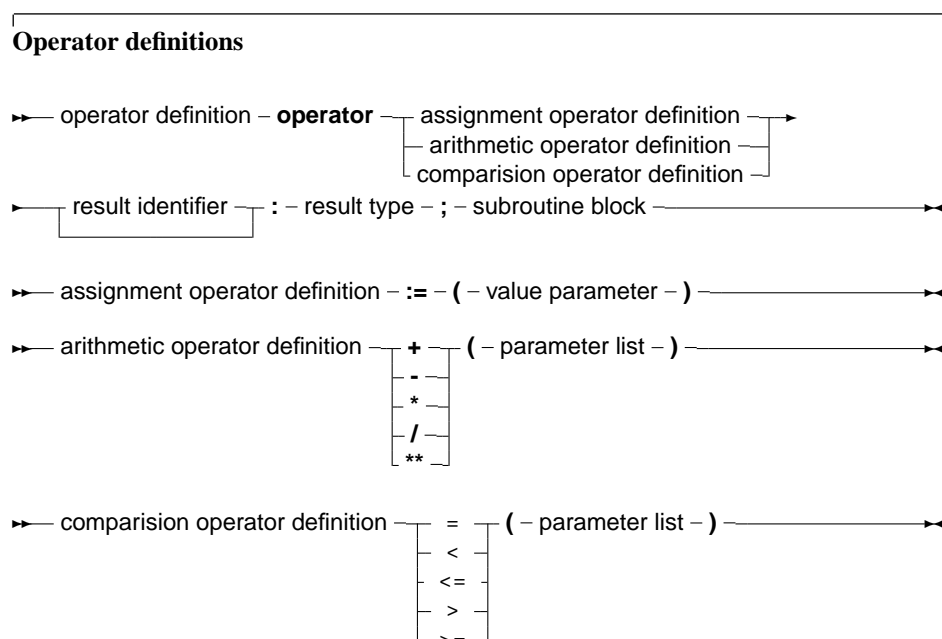 Operator definitions
operator definition operator assignment operator definition
arithmetic operator definition
comparision operator definition
result identifier : result type ; subroutine block
assignment operator definition := ( value parameter )
arithmetic operator definition + ( parameter list )
-
*
/
**
comparision operator definition = ( parameter list )
<
<=
>
>=